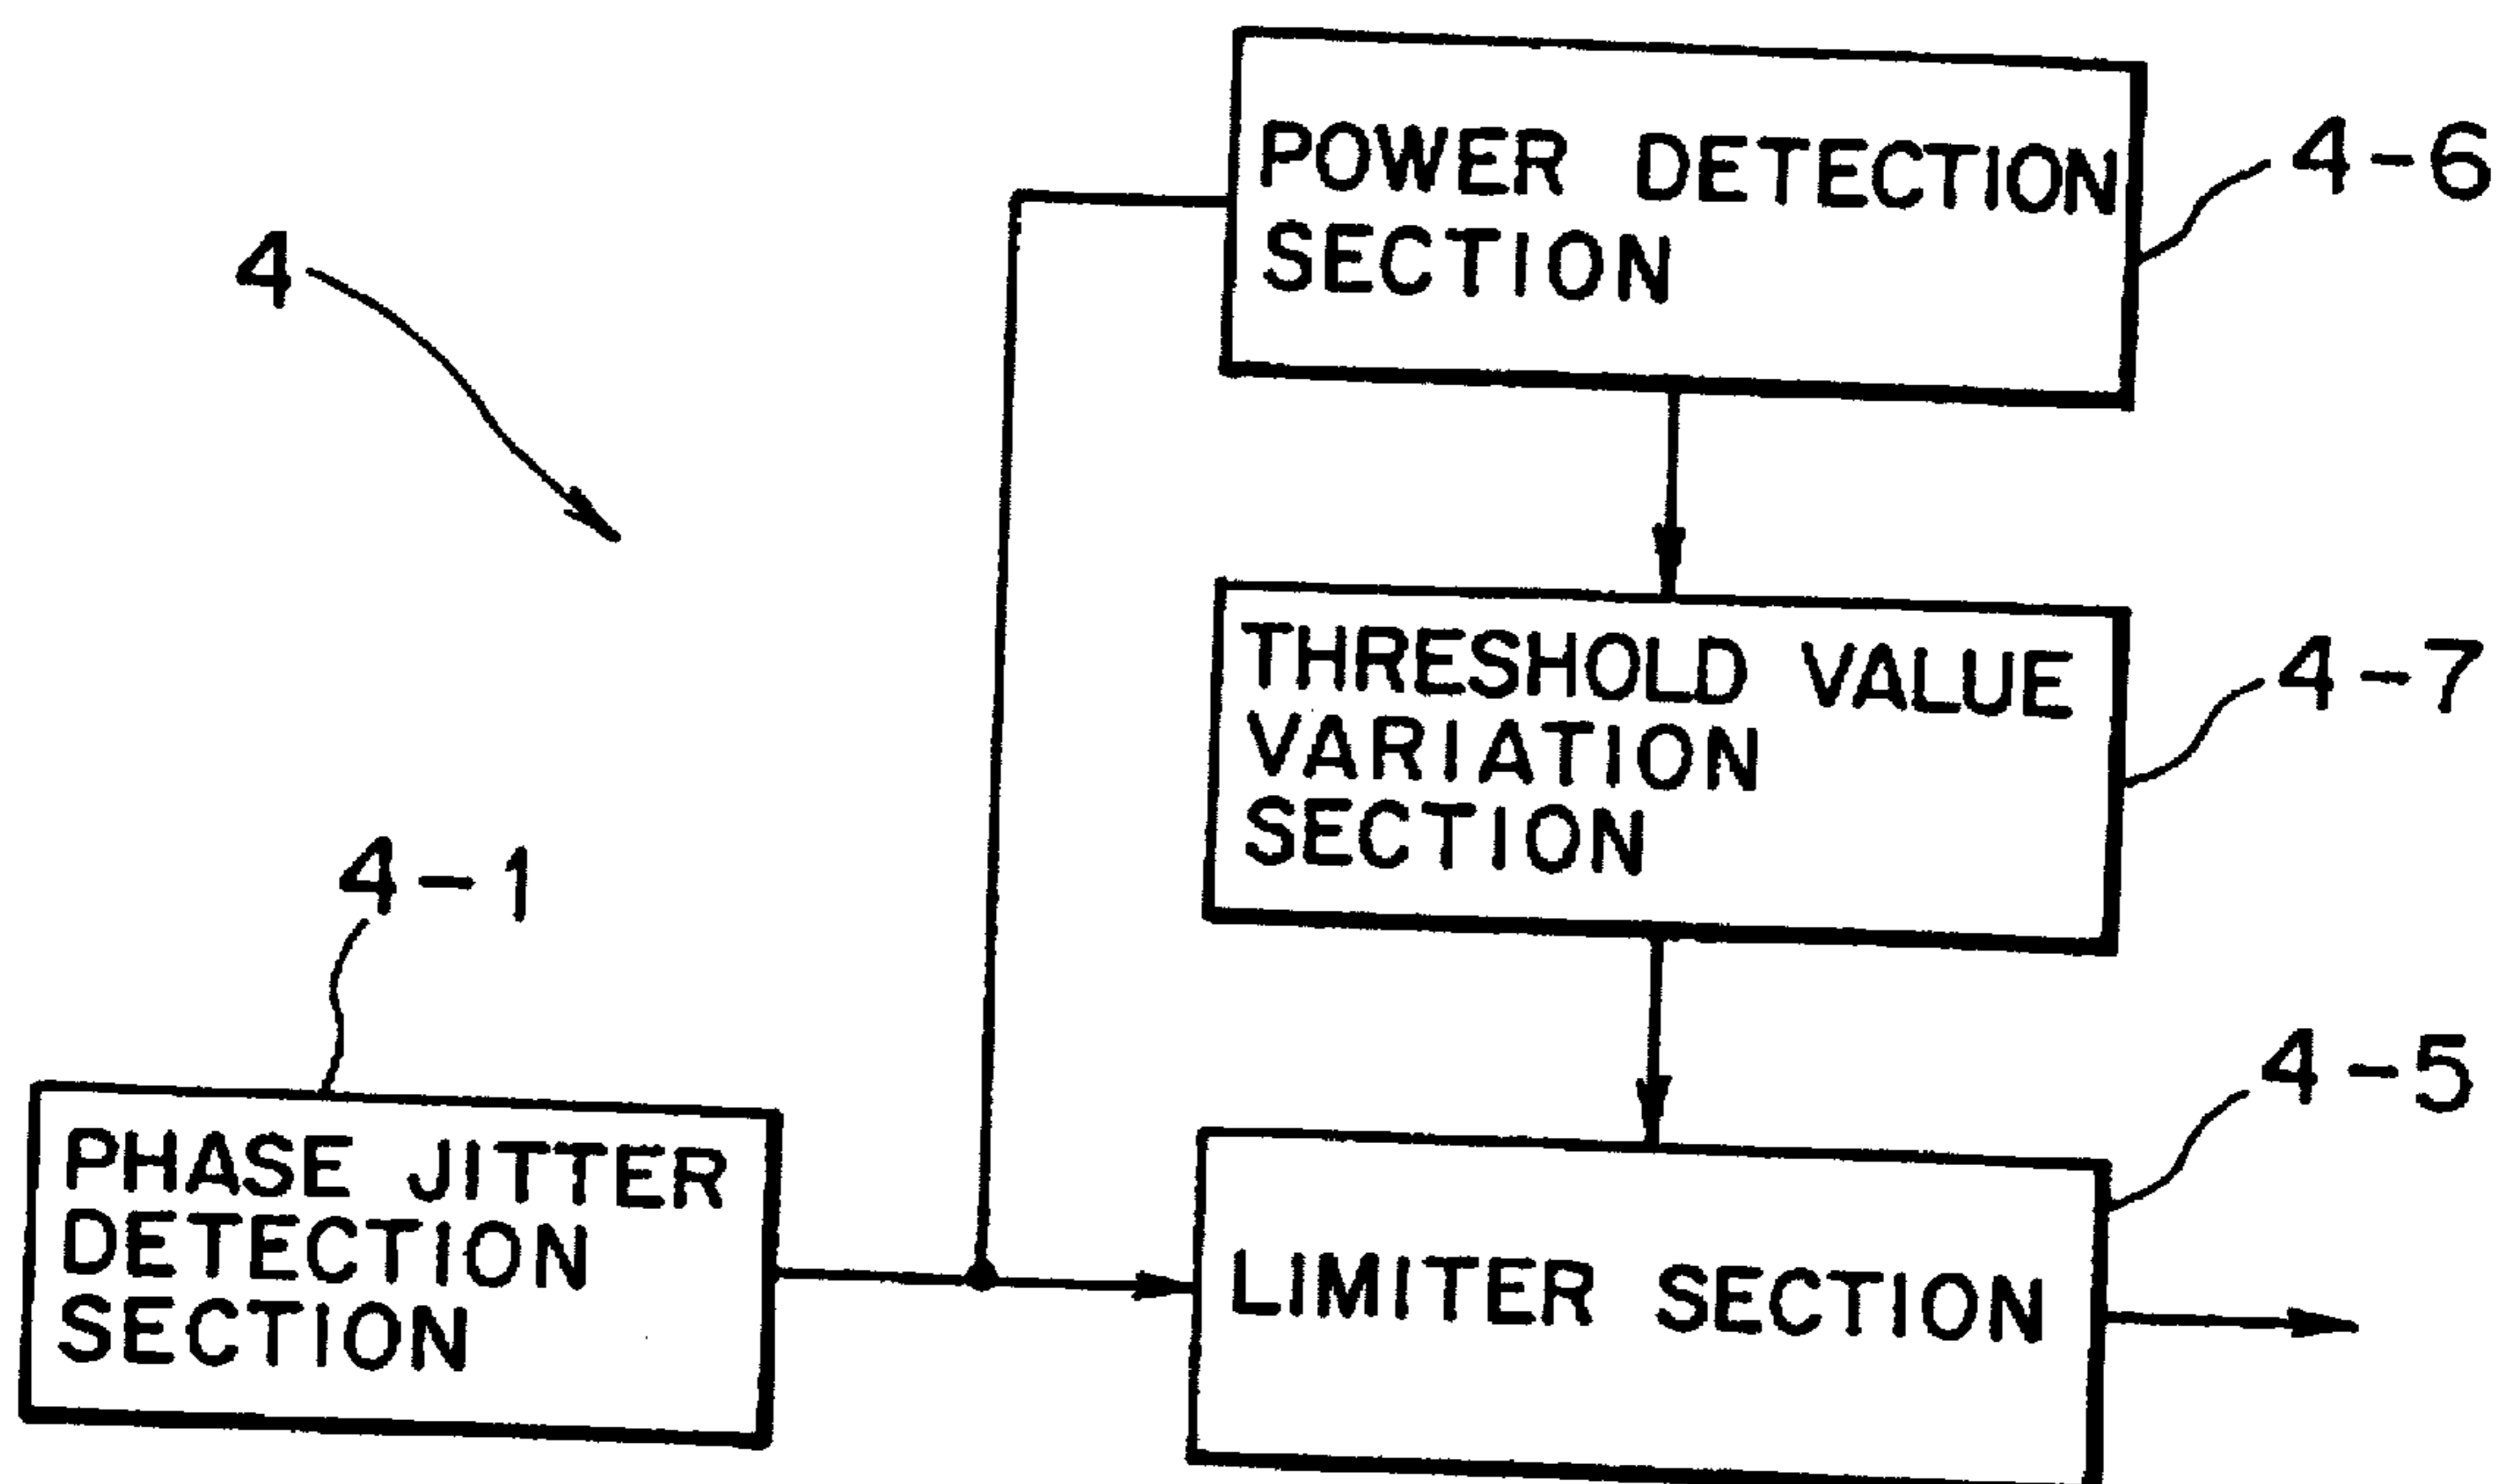 POWER DETECTION
SECTION
4-6
4
THRESHOLD VALUE
VARIATION
SECTION
4-7
4-1
PHASE JITTER
DETECTION
SECTION
4-5
LIMITER SECTION